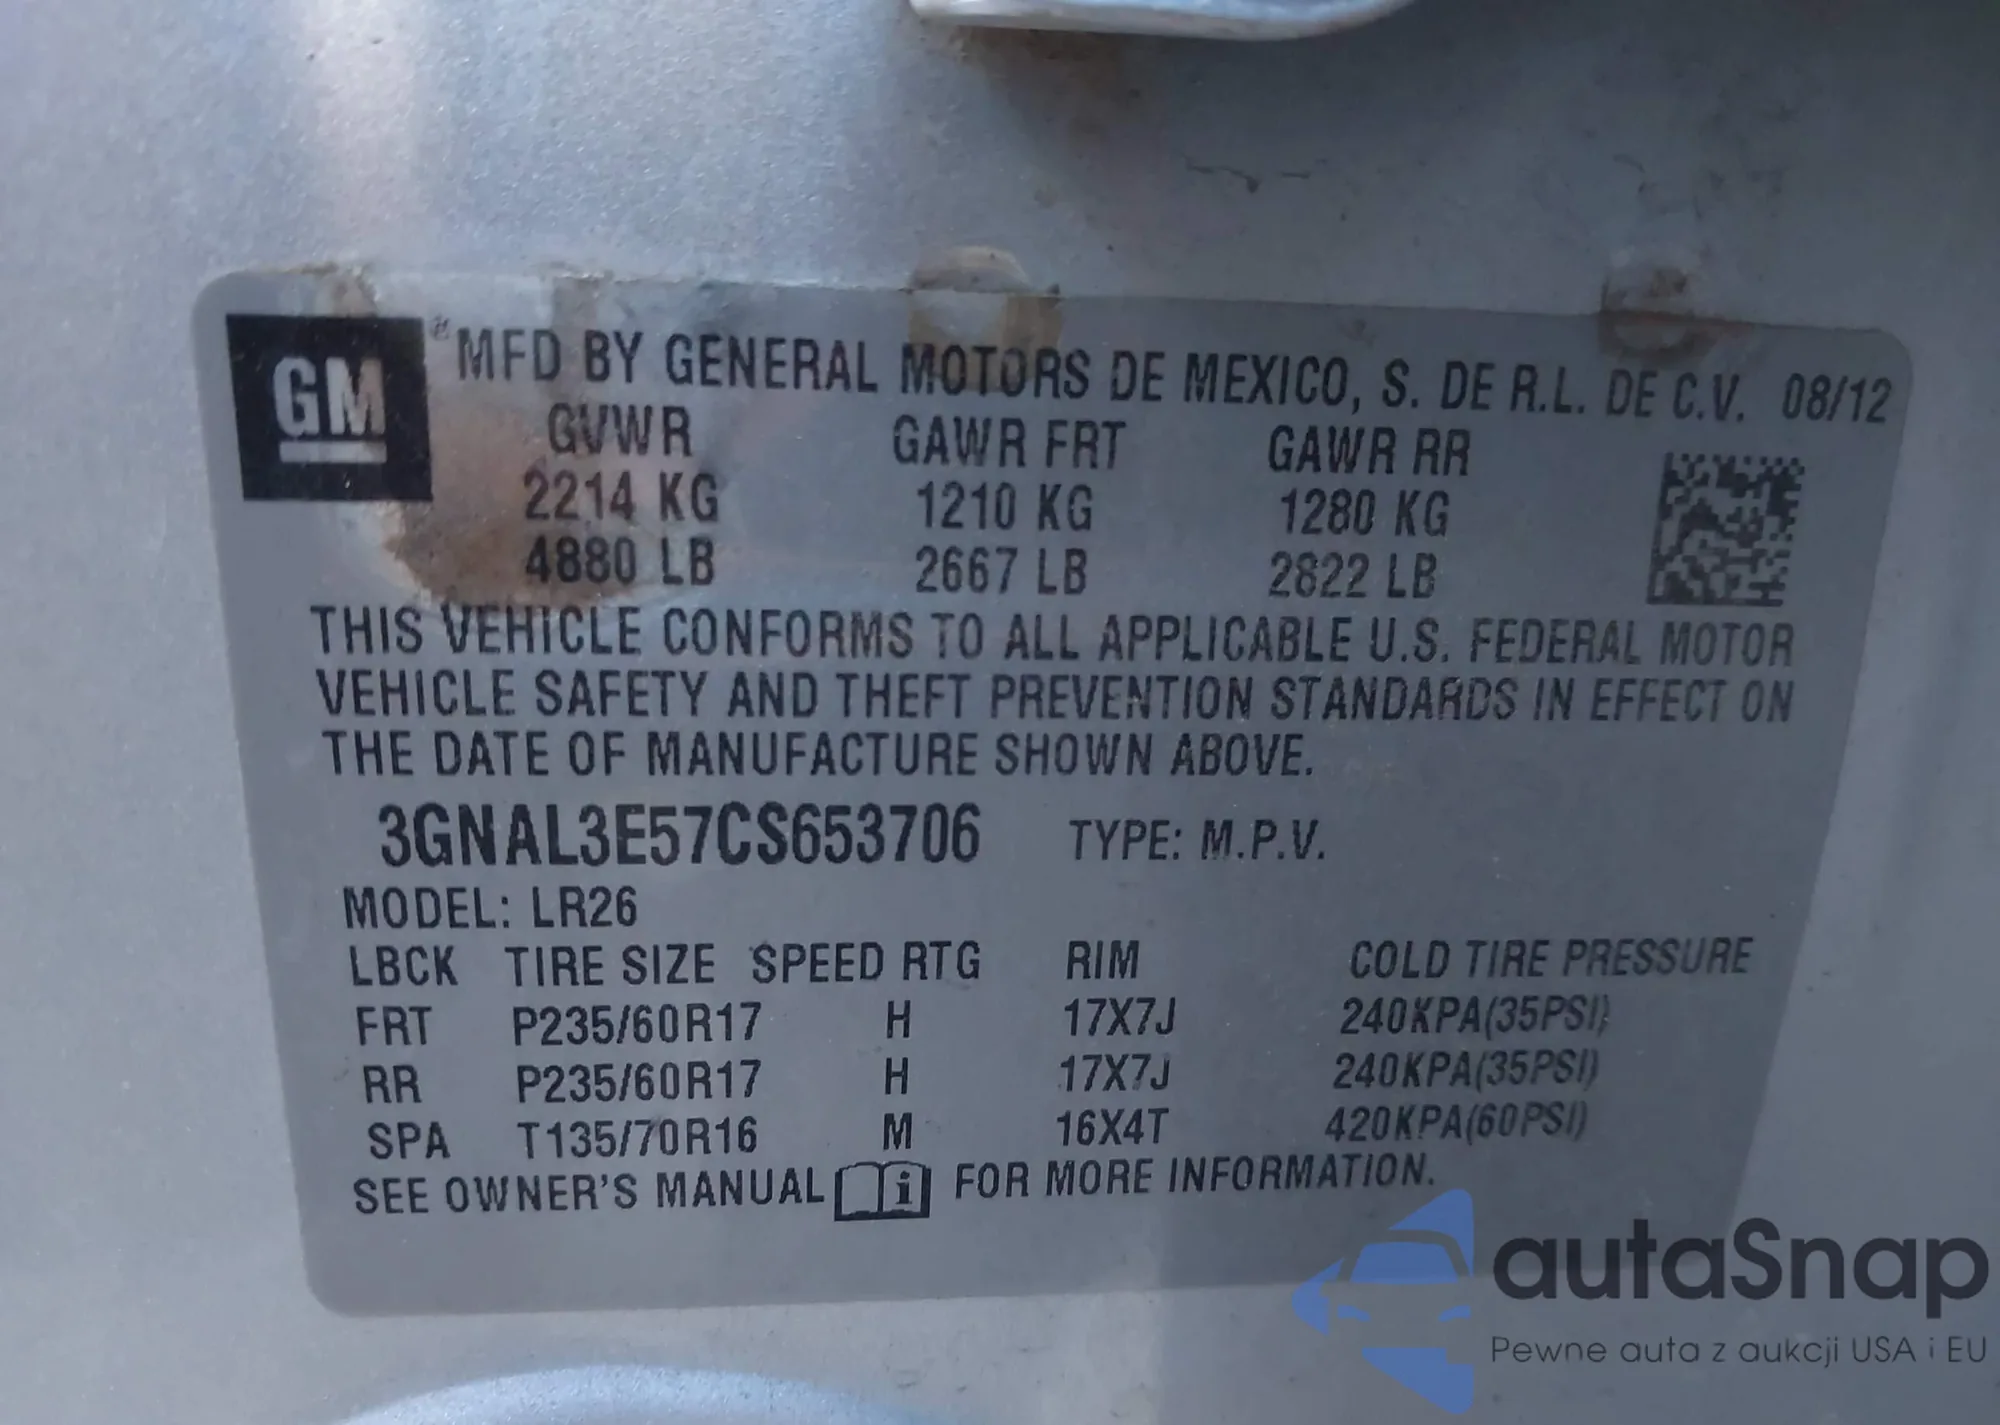 GM
MFD BY GENERAL MOTORS DE MEXICO, S. DE R.L. DE C.V. 08/12
GVWR GAWR FRT GAWR RR
2214 KG 1210 KG 1280 KG
4880 LB 2667 LB 2822 LB
THIS VEHICLE CONFORMS TO ALL APPLICABLE U.S. FEDERAL MOTOR
VEHICLE SAFETY AND THEFT PREVENTION STANDARDS IN EFFECT ON
THE DATE OF MANUFACTURE SHOWN ABOVE.
3GNAL3E57CS653706 TYPE: M.P.V.
MODEL: LR26
LBCK TIRE SIZE SPEED RTG RIM COLD TIRE PRESSURE
FRT P235/60R17 H 17X7J 240KPA(35PSI)
RR P235/60R17 H 17X7J 240KPA(35PSI)
SPA T135/70R16 M 16X4T 420KPA(60PSI)
SEE OWNER'S MANUAL i FOR MORE INFORMATION.
autaSnap
Pewne auta z aukcji USA i EU